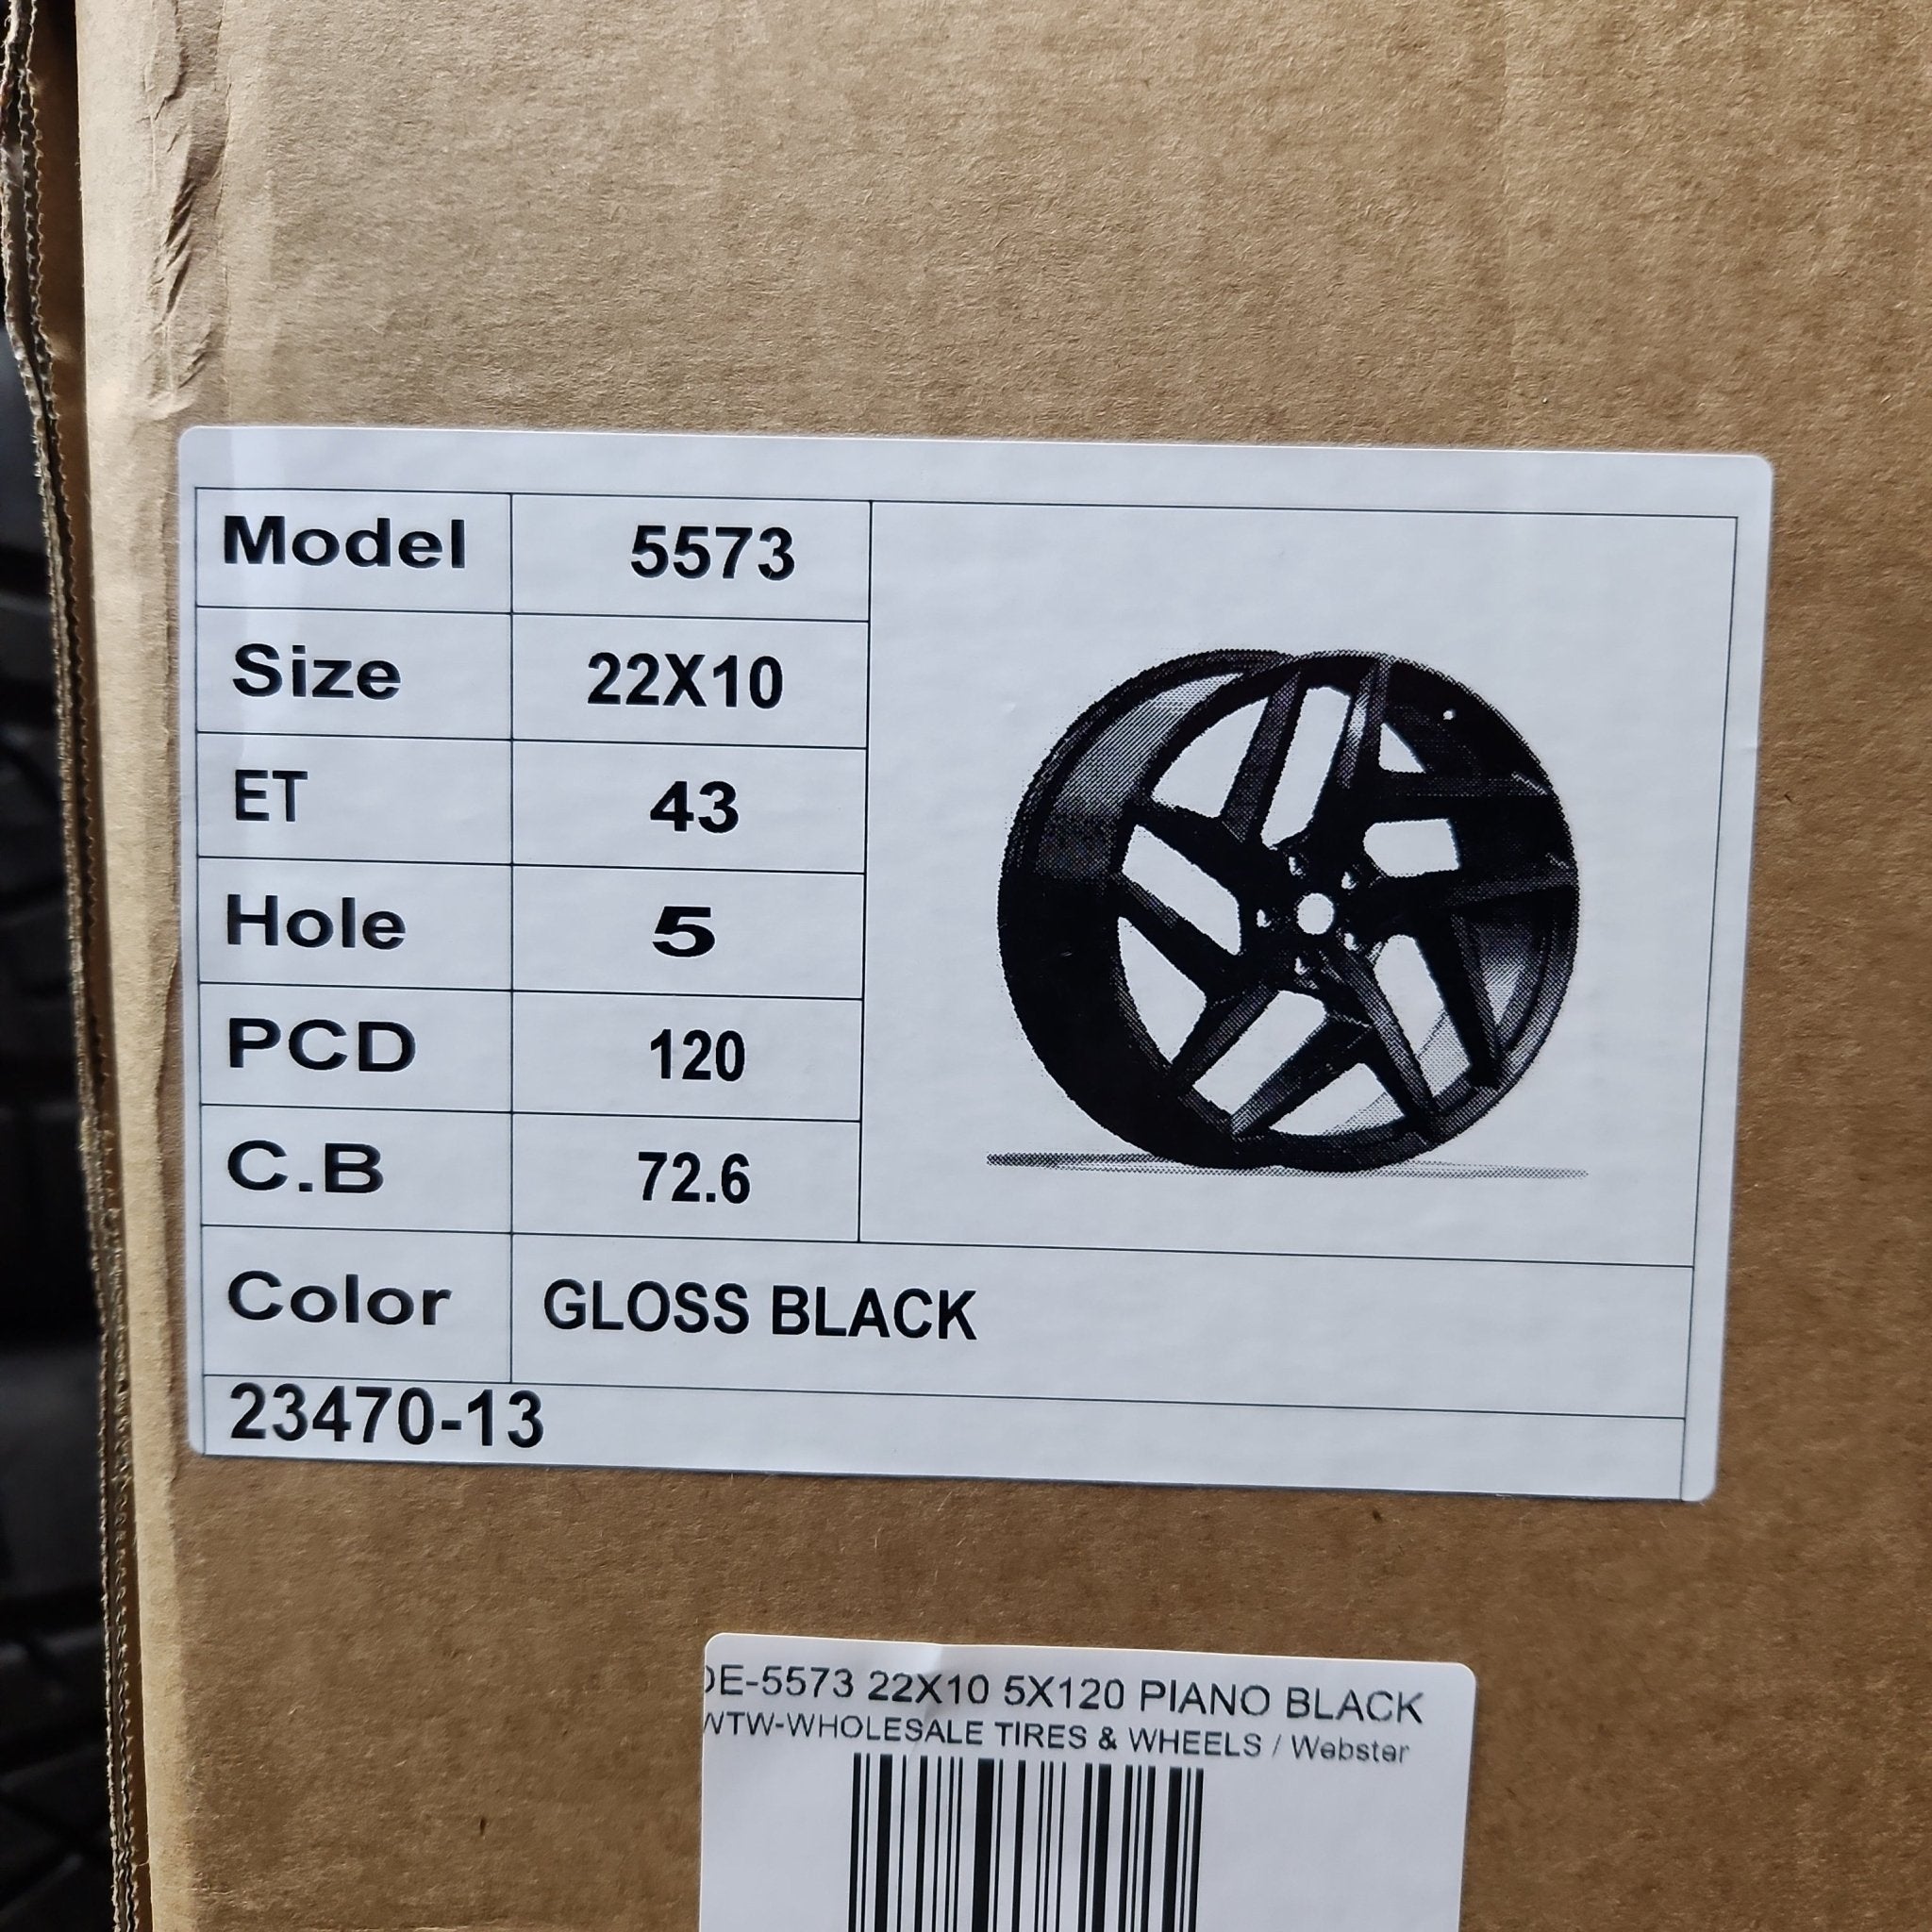 Model 5573
Size 22X10
ET 43
Hole 5
PCD 120
C.B 72.6
Color GLOSS BLACK
23470-13
OE-5573 22X10 5X120 PIANO BLACK
WTW-WHOLESALE TIRES & WHEELS / Webster